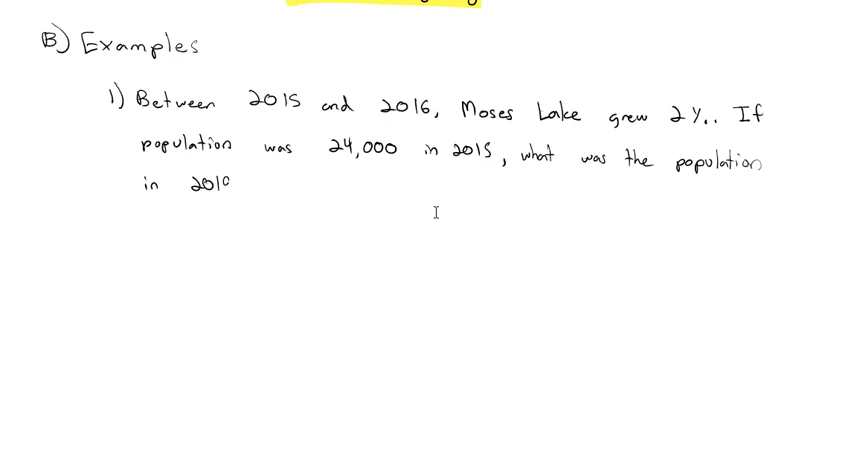 B) Examples
1) Between 2015 and 2016, Moses Lake grew 2%. If
population was 24,000 in 2015, what was the population
in